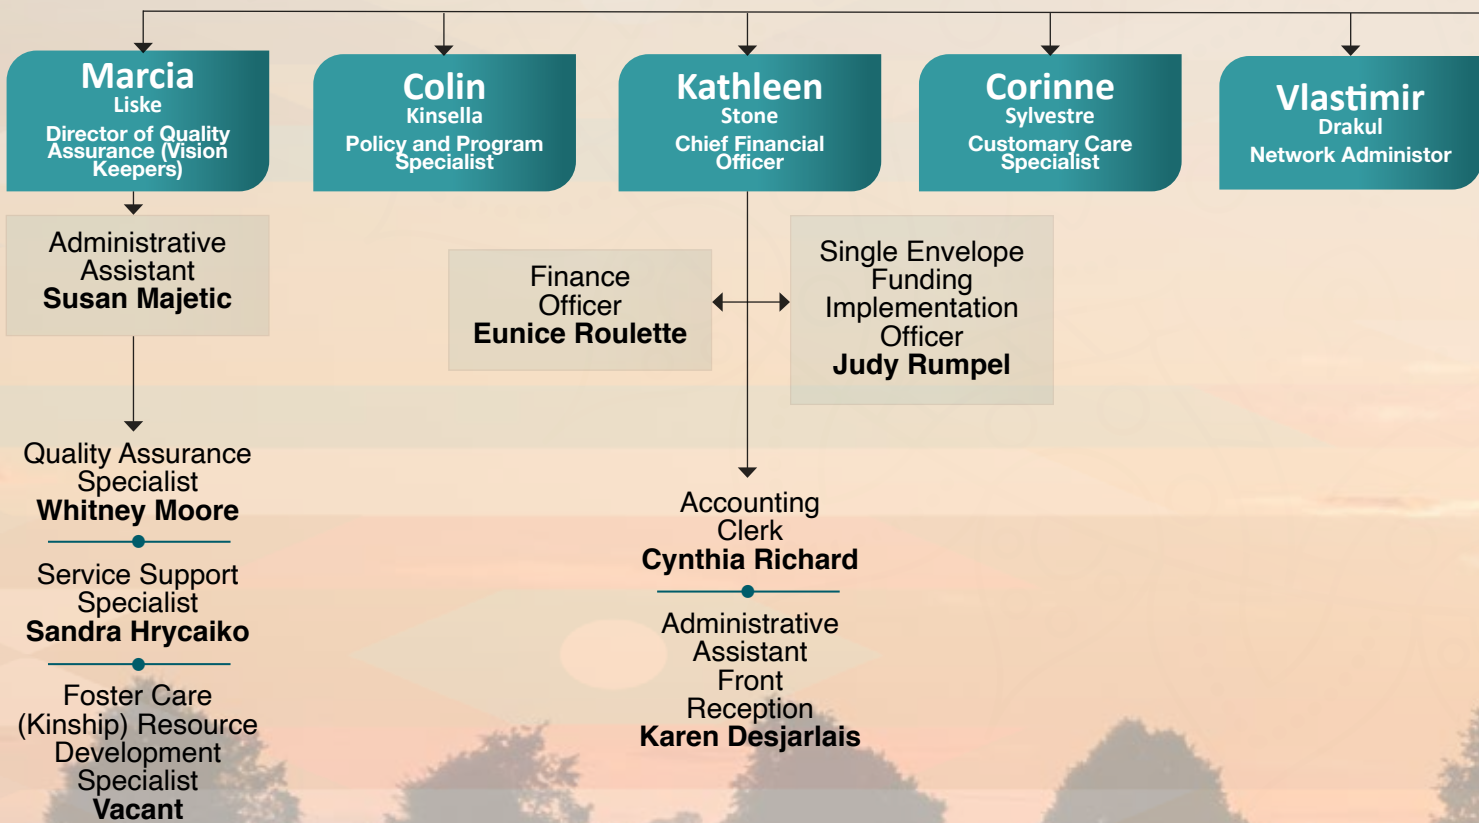 Marcia
Liske
Director of Quality
Assurance (Vision
Keepers)
Colin
Kinsella
Policy and Program
Specialist
Kathleen
Stone
Chief Financial
Officer
Corinne
Sylvestre
Customary Care
Specialist
Vlastimir
Drakul
Network Administor
Administrative
Assistant
Susan Majetic
Finance
Officer
Eunice Roulette
Single Envelope
Funding
Implementation
Officer
Judy Rumpel
Quality Assurance
Specialist
Whitney Moore
Service Support
Specialist
Sandra Hrycaiko
Foster Care
(Kinship) Resource
Development
Specialist
Vacant
Accounting
Clerk
Cynthia Richard
Administrative
Assistant
Front
Reception
Karen Desjarlais